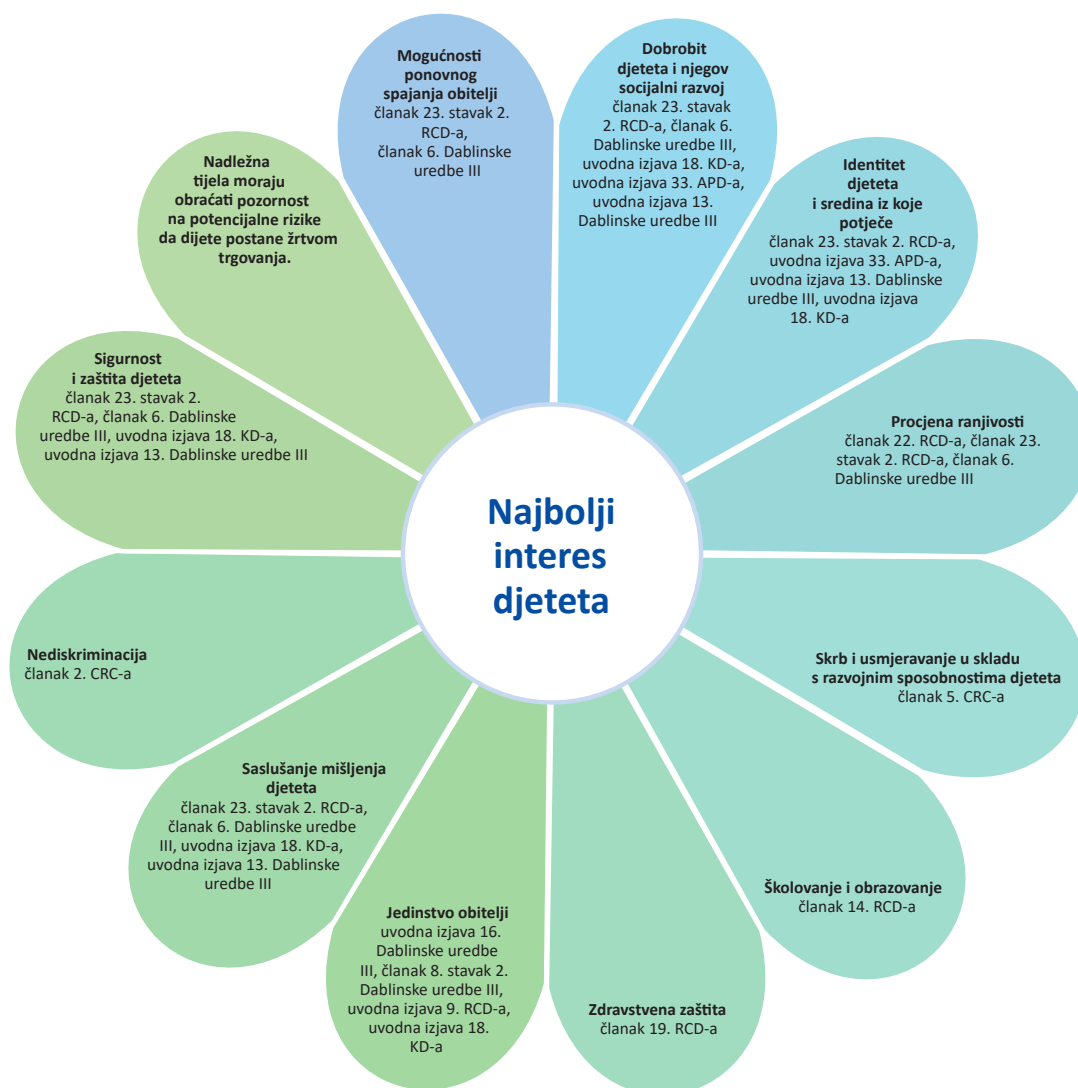 Mogućnosti
ponovnog
spajanja obitelji
članak 23. stavak 2.
RCD-a,
članak 6. Dablinske
uredbe III
Dobrobit
djeteta i njegov
socijalni razvoj
članak 23. stavak
2. RCD-a, članak 6.
Dablinske uredbe III,
uvodna izjava 18. KD-a,
uvodna izjava 33. APD-a,
uvodna izjava 13.
Dablinske uredbe III
Identitet
djeteta
i sredina iz koje
potječe
članak 23. stavak 2. RCD-a,
uvodna izjava 33. APD-a,
uvodna izjava 13. Dablinske
uredbe III, uvodna izjava
18. KD-a
Procjena ranjivosti
članak 22. RCD-a, članak 23.
stavak 2. RCD-a, članak 6.
Dablinske uredbe III
Skrb i usmjeravanje u skladu
s razvojnim sposobnostima djeteta
članak 5. CRC-a
Školovanje i obrazovanje
članak 14. RCD-a
Zdravstvena zaštita
članak 19. RCD-a
Jedinstvo obitelji
uvodna izjava 16.
Dablinske uredbe
III, članak 8. stavak 2.
Dablinske uredbe III,
uvodna izjava 9. RCD-a,
uvodna izjava 18.
KD-a
Saslušanje mišljenja
djeteta
članak 23. stavak 2. RCD-a,
članak 6. Dablinske uredbe
III, uvodna izjava 18. KD-a,
uvodna izjava 13. Dablinske
uredbe III
Nediskriminacija
članak 2. CRC-a
Sigurnost
i zaštita djeteta
članak 23. stavak 2.
RCD-a, članak 6. Dablinske
uredbe III, uvodna izjava 18. KD-a,
uvodna izjava 13. Dablinske uredbe III
Nadležna
tijela moraju
obraćati pozornost
na potencijalne rizike
da dijete postane žrtvom
trgovanja.
Najbolji
interes
djeteta